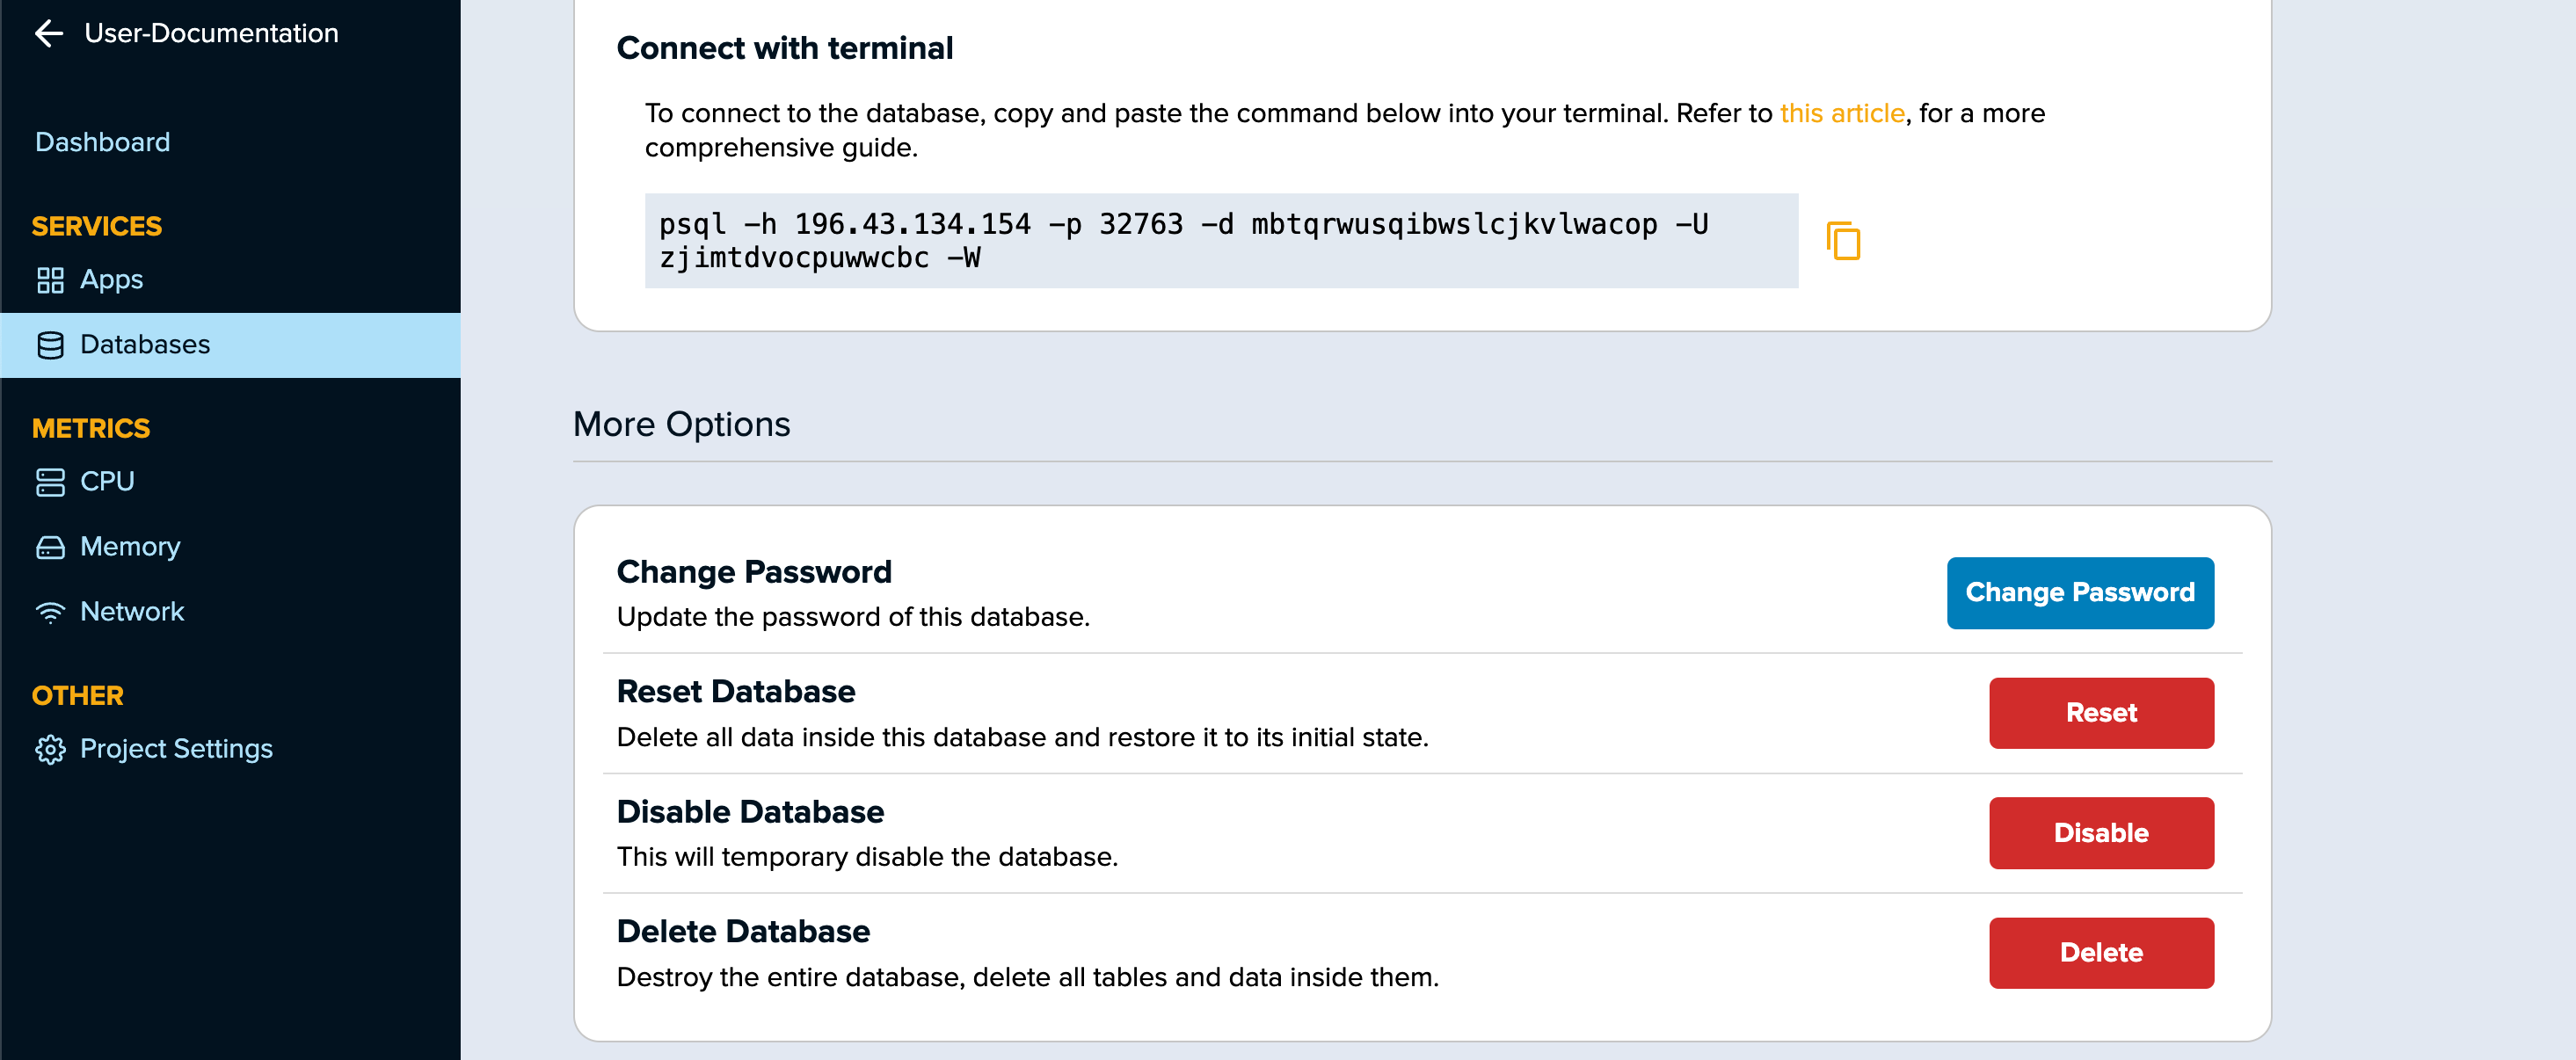 User-Documentation
Dashboard
SERVICES
Apps
Databases
METRICS
CPU
Memory
Network
OTHER
Project Settings
Connect with terminal
To connect to the database, copy and paste the command below into your terminal. Refer to this article, for a more
comprehensive guide.
psql -h 196.43.134.154 -p 32763 -d mbtqrwusqibwslcjkvlwacop -U
zjimtdvocpuwwcbc -W
More Options
Change Password
Update the password of this database.
Change Password
Reset Database
Delete all data inside this database and restore it to its initial state.
Reset
Disable Database
This will temporary disable the database.
Disable
Delete Database
Destroy the entire database, delete all tables and data inside them.
Delete